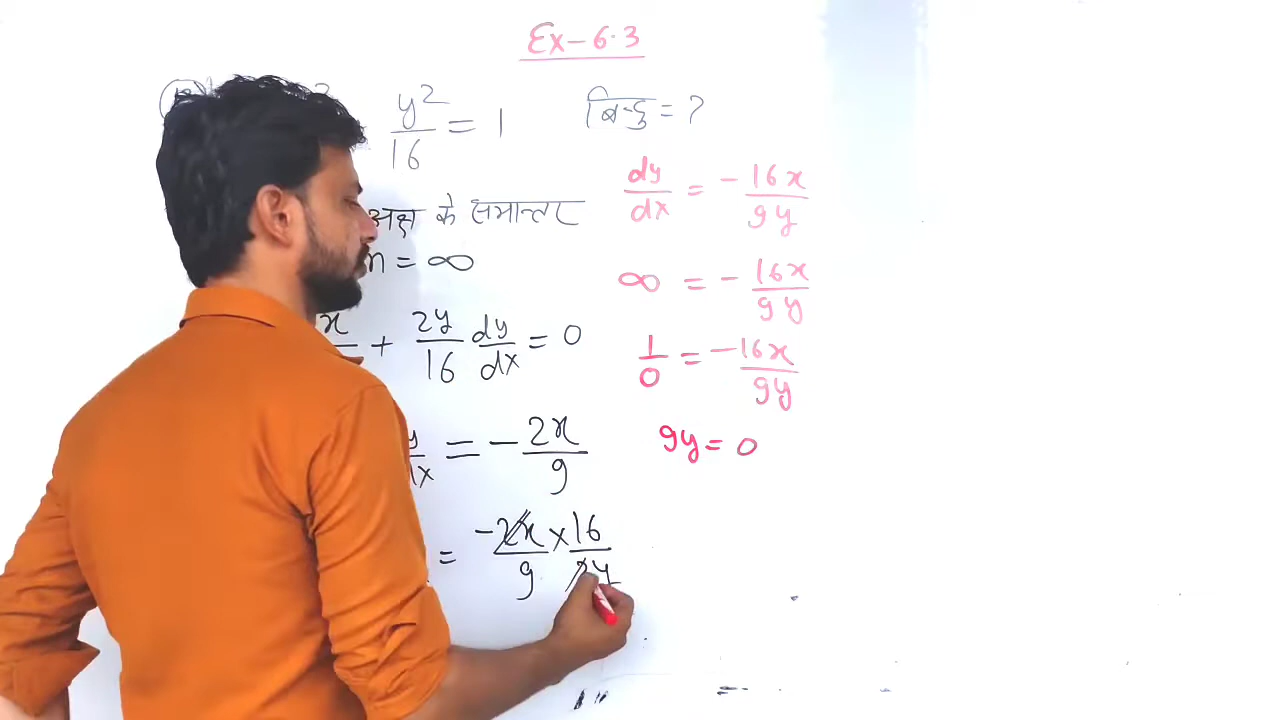 Ex-6.3
y²/16 = 1
बिन्दु = ?
अक्ष के समान्तर
m = ∞
x + 2y/16 dy/dx = 0
y/dx = -2x/9
= -2x/9 × 16/2y
dy/dx = -16x/9y
∞ = -16x/9y
1/0 = -16x/9y
9y = 0